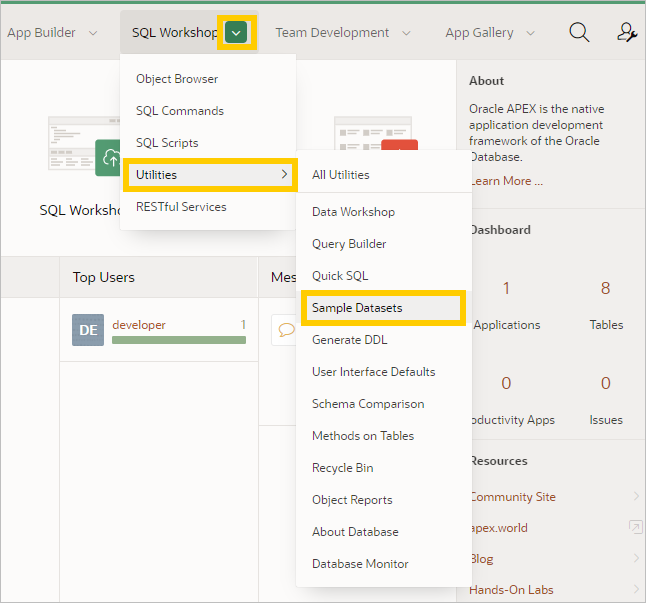 App Builder
SQL Workshop
Team Development
App Gallery
Object Browser
SQL Commands
SQL Scripts
Utilities
RESTful Services
All Utilities
Data Workshop
Query Builder
Quick SQL
Sample Datasets
Generate DDL
User Interface Defaults
Schema Comparison
Methods on Tables
Recycle Bin
Object Reports
About Database
Database Monitor
SQL Worksho
Top Users
DE
developer
1
Mes
About
Oracle APEX is the native
application development
framework of the Oracle
Database.
Learn More ...
Dashboard
1
8
Applications
Tables
0
0
oductivity Apps
Issues
Resources
Community Site
apex.world
Blog
Hands-On Labs